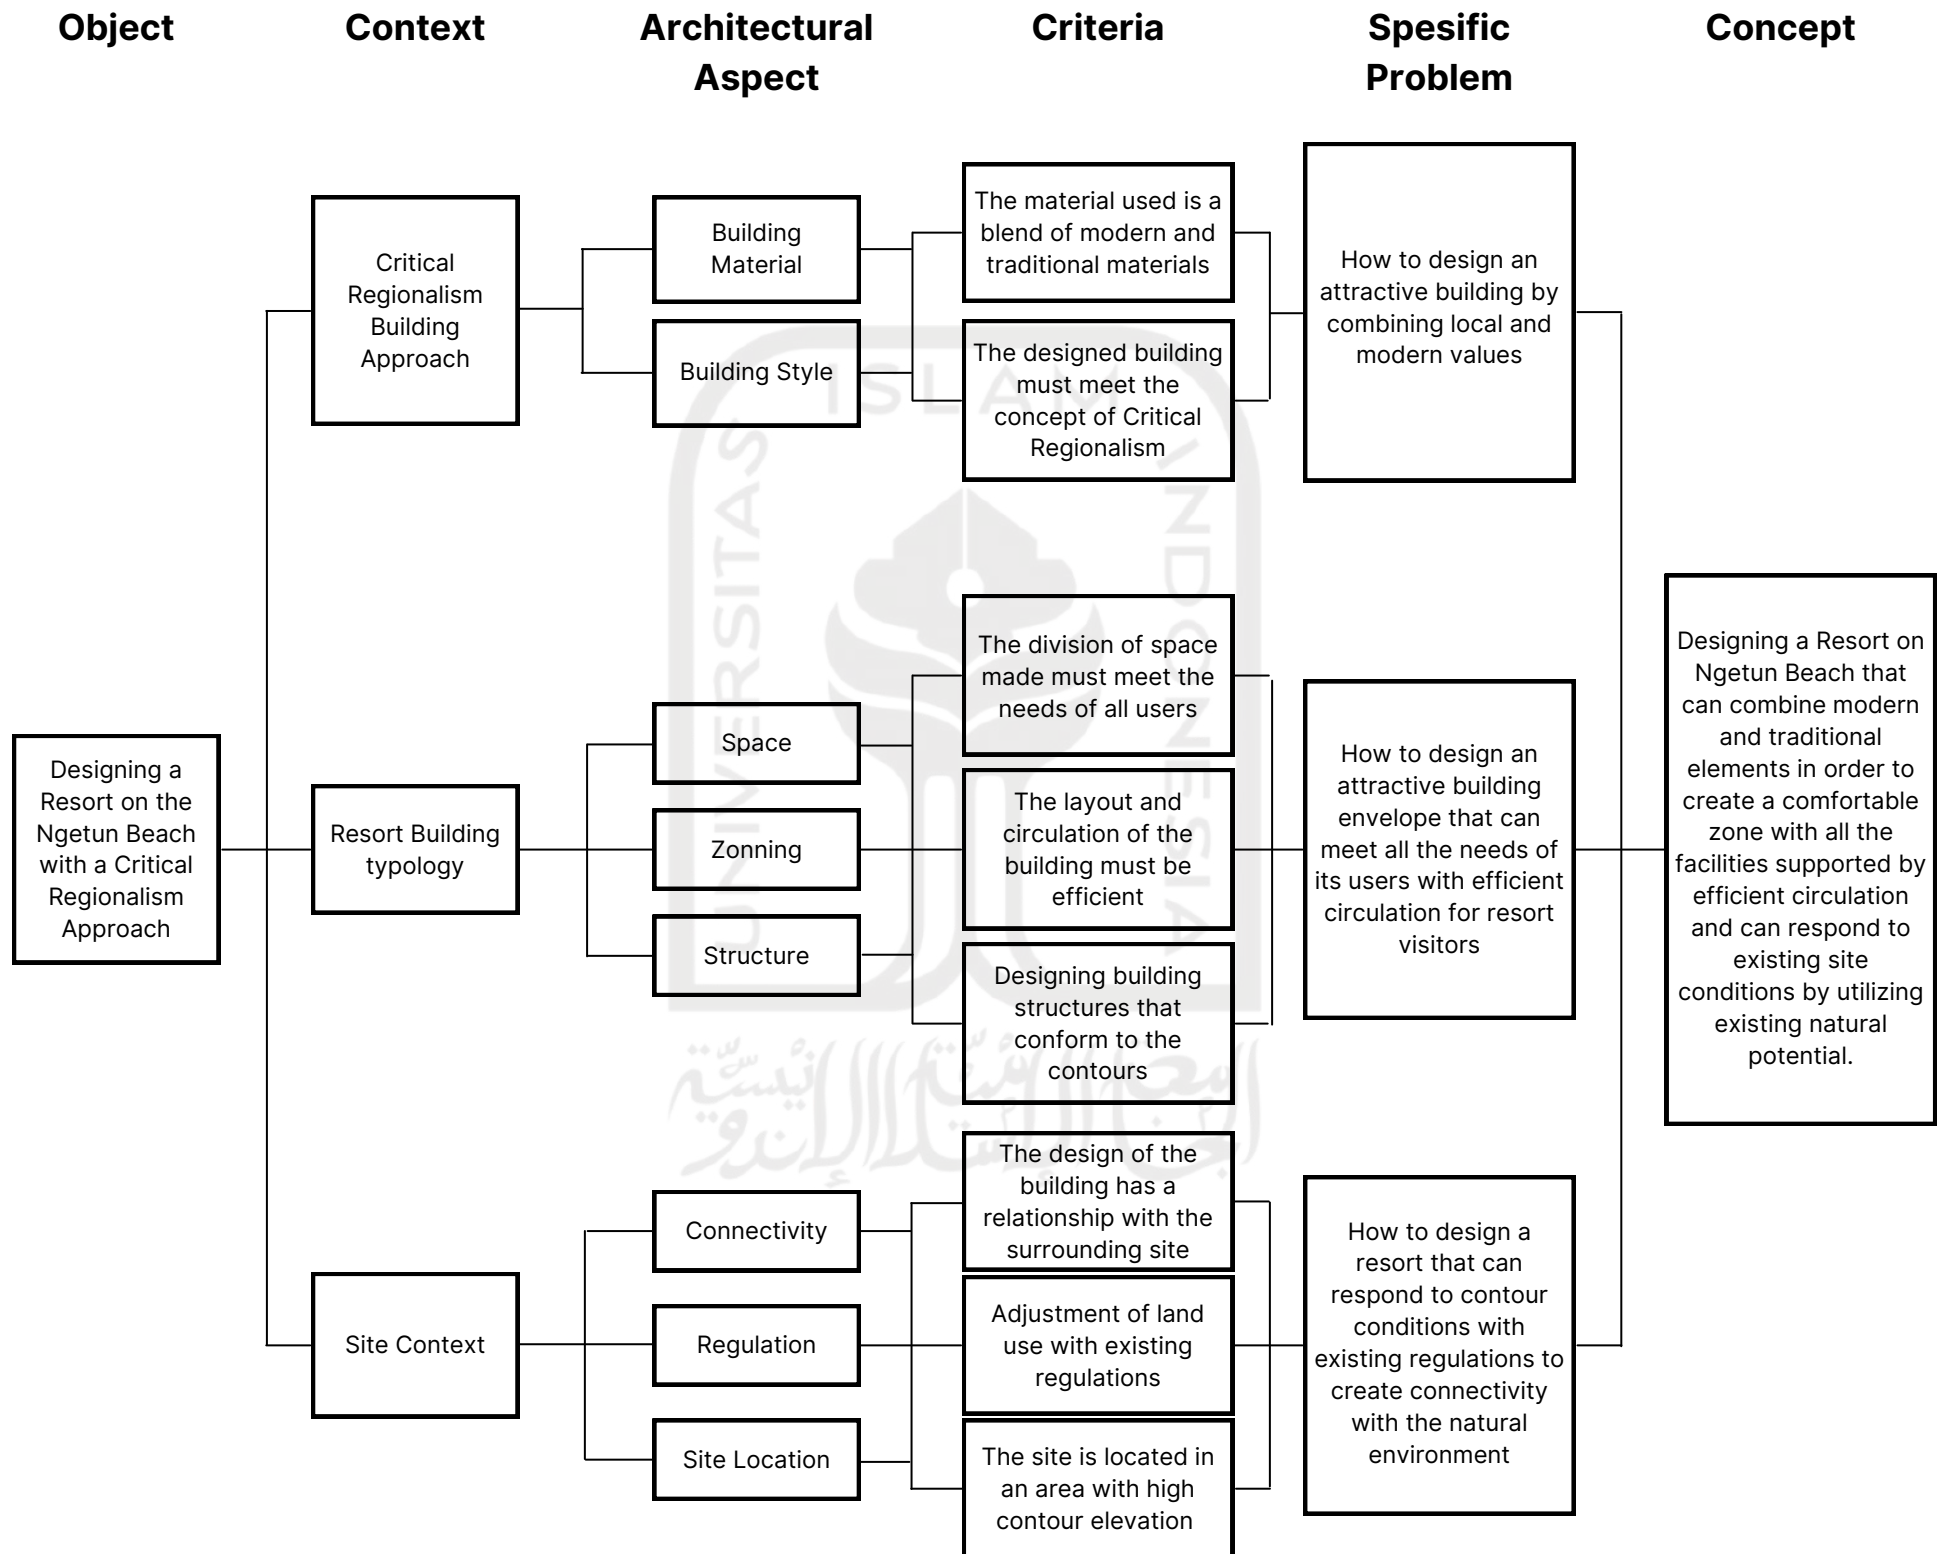 Object
Context
Architectural
Aspect
Criteria
Spesific
Problem
Concept
Designing a
Resort on the
Ngetun Beach
with a Critical
Regionalism
Approach
Critical
Regionalism
Building
Approach
Building
Material
Building Style
The material used is a
blend of modern and
traditional materials
The designed building
must meet the
concept of Critical
Regionalism
How to design an
attractive building by
combining local and
modern values
Resort Building
typology
Space
Zonning
Structure
The division of space
made must meet the
needs of all users
The layout and
circulation of the
building must be
efficient
Designing building
structures that
conform to the
contours
How to design an
attractive building
envelope that can
meet all the needs of
its users with efficient
circulation for resort
visitors
Site Context
Connectivity
Regulation
Site Location
The design of the
building has a
relationship with the
surrounding site
Adjustment of land
use with existing
regulations
The site is located in
an area with high
contour elevation
How to design a
resort that can
respond to contour
conditions with
existing regulations to
create connectivity
with the natural
environment
Designing a Resort on
Ngetun Beach that
can combine modern
and traditional
elements in order to
create a comfortable
zone with all the
facilities supported by
efficient circulation
and can respond to
existing site
conditions by utilizing
existing natural
potential.
UNIVERSITAS
ISLAM
INDONESIA